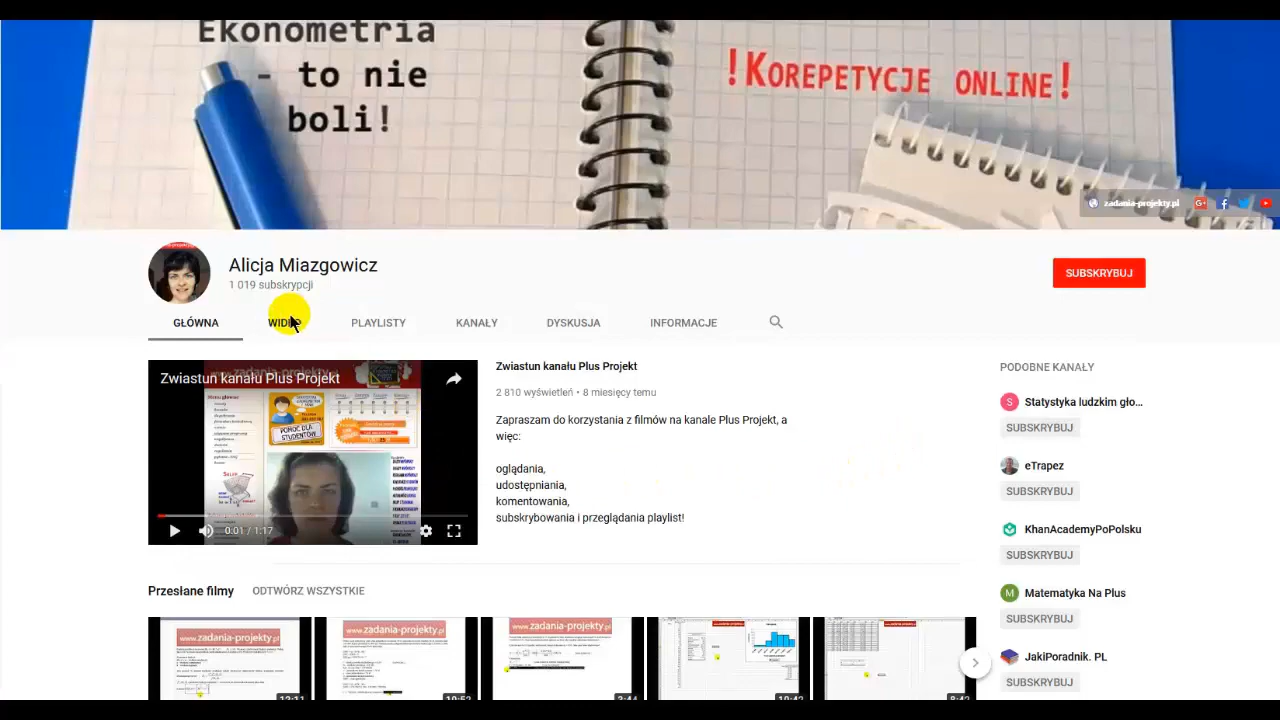 Ekonometria
- to nie
boli!
!Korepetycje online!
zadania-projekty.pl
Alicja Miazgowicz
1 019 subskrypcji
SUBSKRYBUJ
GŁÓWNA
WIDEO
PLAYLISTY
KANAŁY
DYSKUSJA
INFORMACJE
Zwiastun kanału Plus Projekt
POMOC DLA
STUDENTÓW
0:01 / 1:17
Zwiastun kanału Plus Projekt
2 810 wyświetleń • 8 miesięcy temu
Zapraszam do korzystania z filmów na kanale Plus Projekt, a
więc:
oglądania,
udostępniania,
komentowania,
subskrybowania i przeglądania playlist!
PODOBNE KANAŁY
Statystyka ludzkim gło...
SUBSKRYBUJ
eTrapez
SUBSKRYBUJ
KhanAcademyPoPolsku
SUBSKRYBUJ
M
Matematyka Na Plus
SUBSKRYBUJ
JakiPoradnik. PL
SUBSKRYBUJ
Przesłane filmy
ODTWÓRZ WSZYSTKIE
www.zadania-projekty.pl
www.zadania-projekty.pl
www.zadania-projekty.pl